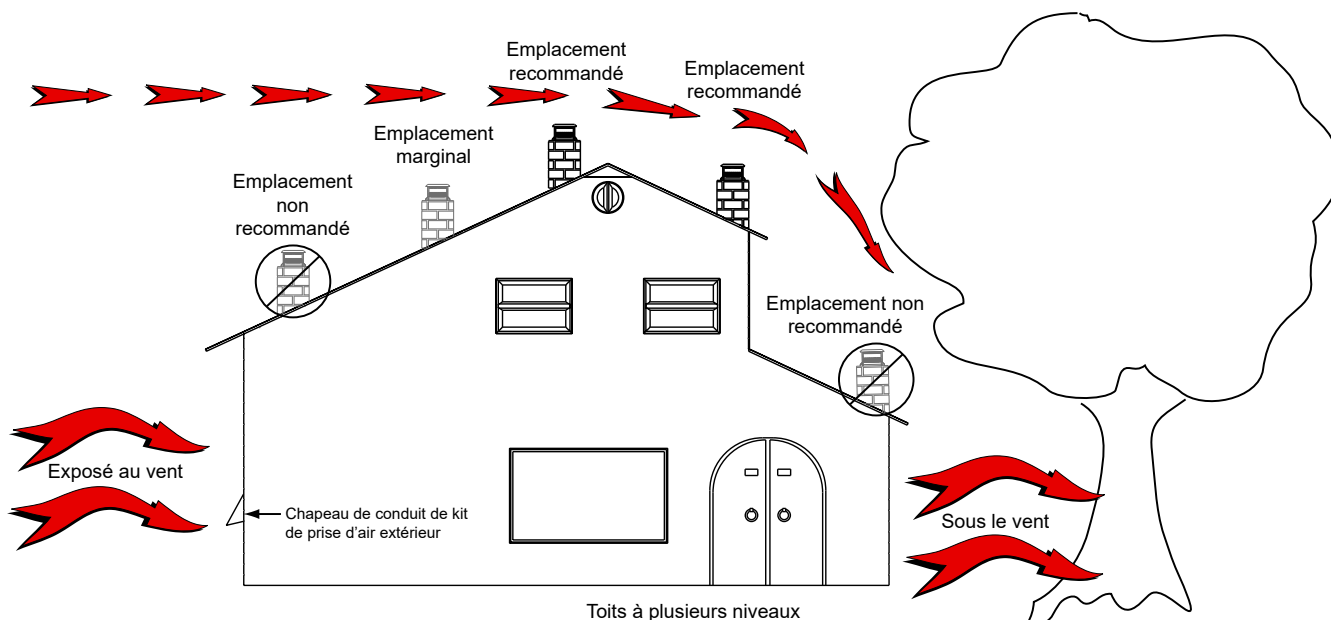 Emplacement
recommandé
Emplacement
recommandé
Emplacement
marginal
Emplacement
non
recommandé
Emplacement non
recommandé
Exposé au vent
Chapeau de conduit de kit
de prise d’air extérieur
Sous le vent
Toits à plusieurs niveaux